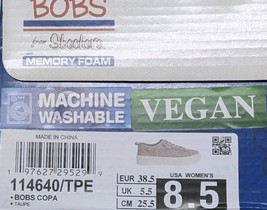 BOBS
from Skechers
MEMORY FOAM
MACHINE
WASHABLE
VEGAN
MADE IN CHINA
1 97627 29529 9
114640/TPE
• BOBS COPA
• TAUPE
EUR 38.5
UK 5.5
CM 25.5
USA WOMEN'S
8.5